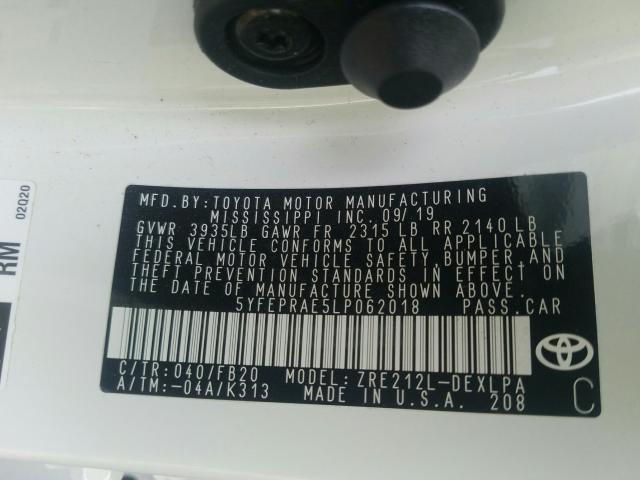 RM
02020
MFD. BY: TOYOTA MOTOR MANUFACTURING
MISSISSIPPI INC. 09/19
GVWR 3935LB GAWR FR 2315 LB RR 2140 LB
THIS VEHICLE CONFORMS TO ALL APPLICABLE
FEDERAL MOTOR VEHICLE SAFETY, BUMPER, AND
THEFT PREVENTION STANDARDS IN EFFECT ON
THE DATE OF MANUFACTURE SHOWN ABOVE.
5YFEPRAE5LP062018 PASS. CAR
C/TR: 040/FB20 MODEL: ZRE212L-DEXLPA
A/TM: -04A/K313 MADE IN U.S.A. 208
C